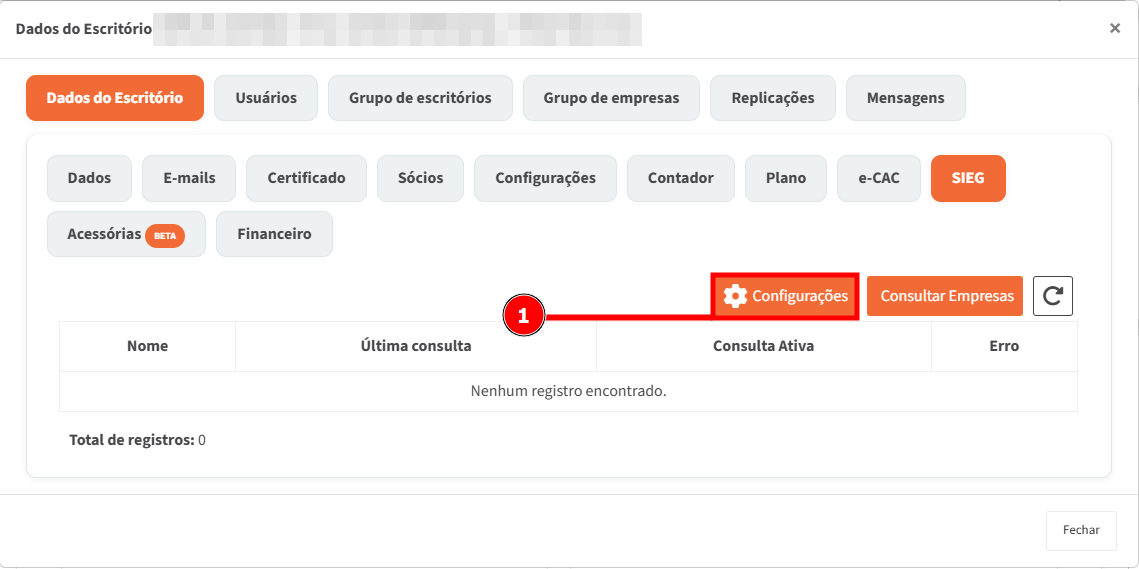 Dados do Escritório
×
Dados do Escritório Usuários Grupo de escritórios Grupo de empresas Replicações Mensagens
Dados E-mails Certificado Sócios Configurações Contador Plano e-CAC SIEG
Acessórias BETA Financeiro
Configurações Consultar Empresas
1
Nome Última consulta Consulta Ativa Erro
Nenhum registro encontrado.
Total de registros: 0
Fechar